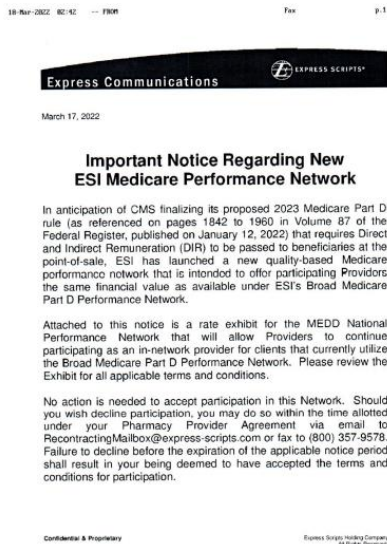 18-Mar-2022 02:42 -- FROM Fax p.1
Express Communications EXPRESS SCRIPTS®
March 17, 2022
Important Notice Regarding New
ESI Medicare Performance Network
In anticipation of CMS finalizing its proposed 2023 Medicare Part D
rule (as referenced on pages 1842 to 1960 in Volume 87 of the
Federal Register, published on January 12, 2022) that requires Direct
and Indirect Remuneration (DIR) to be passed to beneficiaries at the
point-of-sale, ESI has launched a new quality-based Medicare
performance network that is intended to offer participating Providers
the same financial value as available under ESI's Broad Medicare
Part D Performance Network.
Attached to this notice is a rate exhibit for the MEDD National
Performance Network that will allow Providers to continue
participating as an in-network provider for clients that currently utilize
the Broad Medicare Part D Performance Network. Please review the
Exhibit for all applicable terms and conditions.
No action is needed to accept participation in this Network. Should
you wish decline participation, you may do so within the time allotted
under your Pharmacy Provider Agreement via email to
RecontractingMailbox@express-scripts.com or fax to (800) 357-9578.
Failure to decline before the expiration of the applicable notice period
shall result in your being deemed to have accepted the terms and
conditions for participation.
Confidential & Proprietary Express Scripts Holding Company
All Rights Reserved